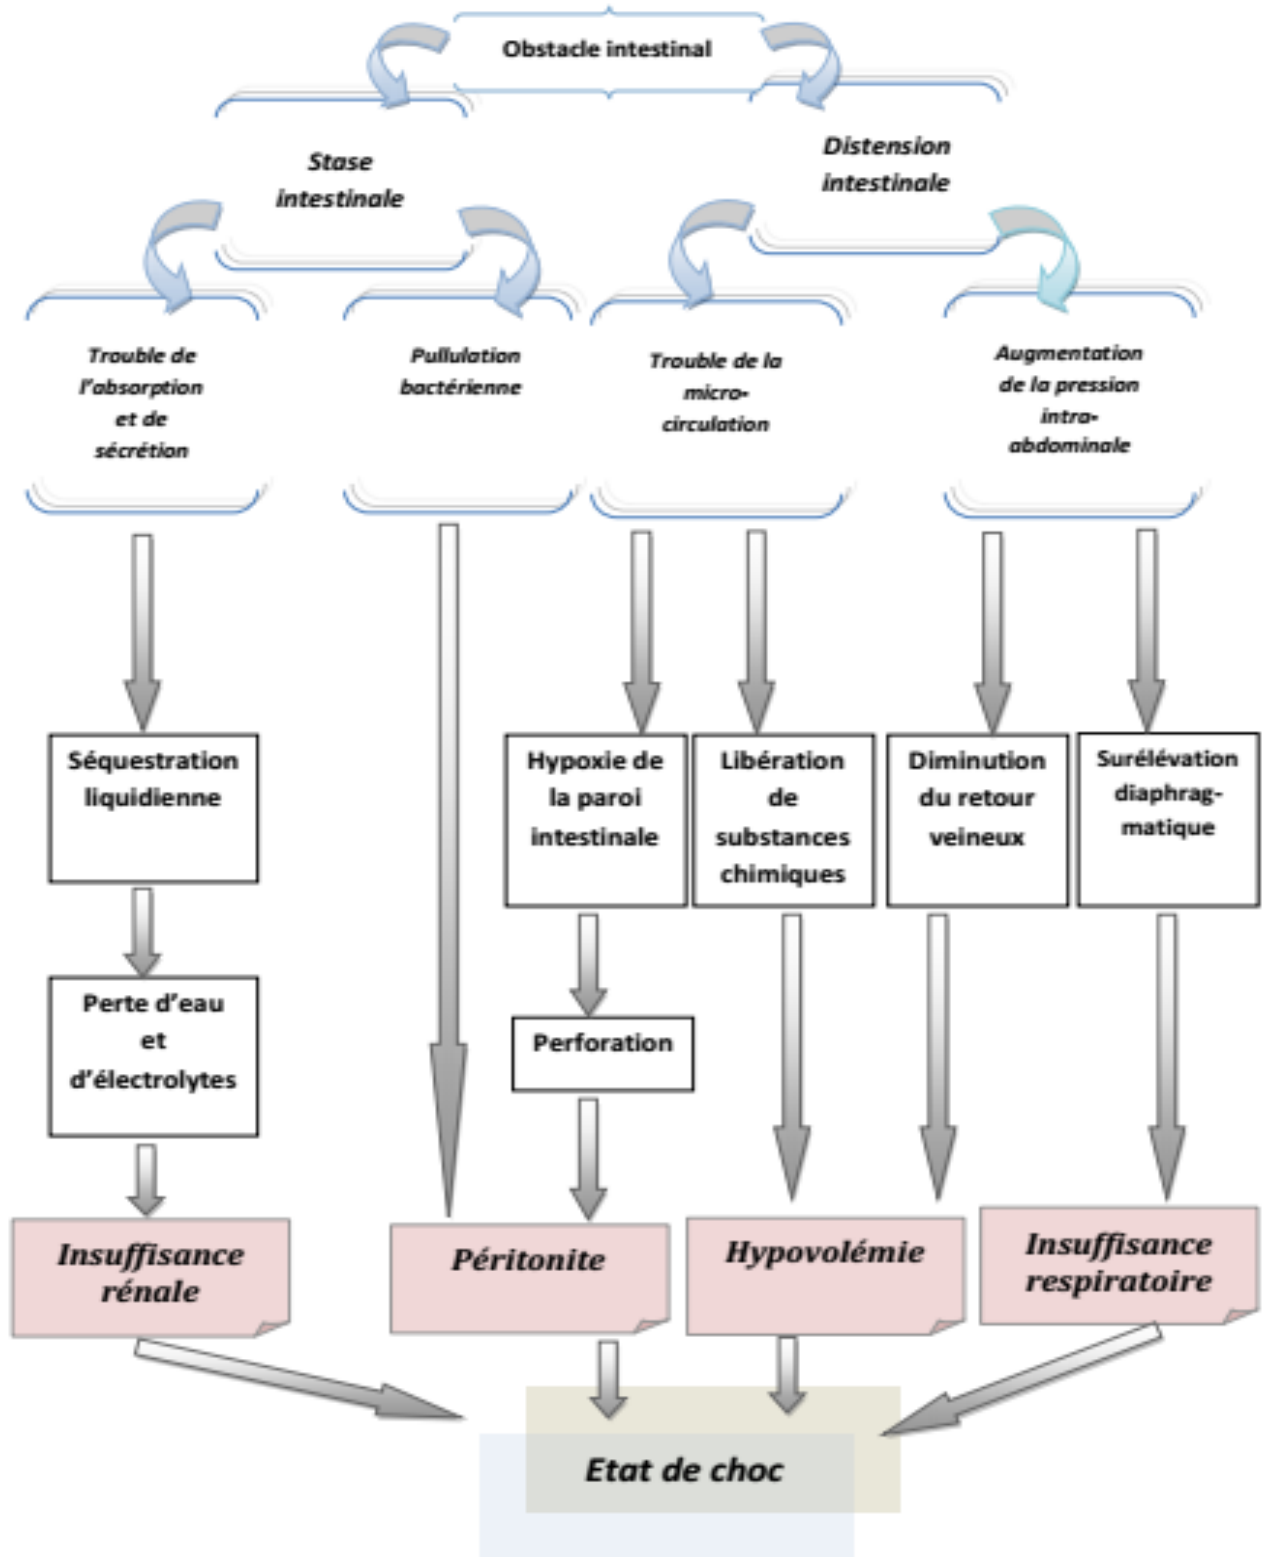 Obstacle intestinal
Stase
intestinale
Distension
intestinale
Trouble de
l'absorption
et de
sécrétion
Pullulation
bactérienne
Trouble de la
micro-
circulation
Augmentation
de la pression
intra-
abdominale
Séquestration
liquidienne
Hypoxie de
la paroi
intestinale
Libération
de
substances
chimiques
Diminution
du retour
veineux
Surélévation
diaphrag-
matique
Perte d'eau
et
d'électrolytes
Perforation
Insuffisance
rénale
Péritonite
Hypovolémie
Insuffisance
respiratoire
Etat de choc